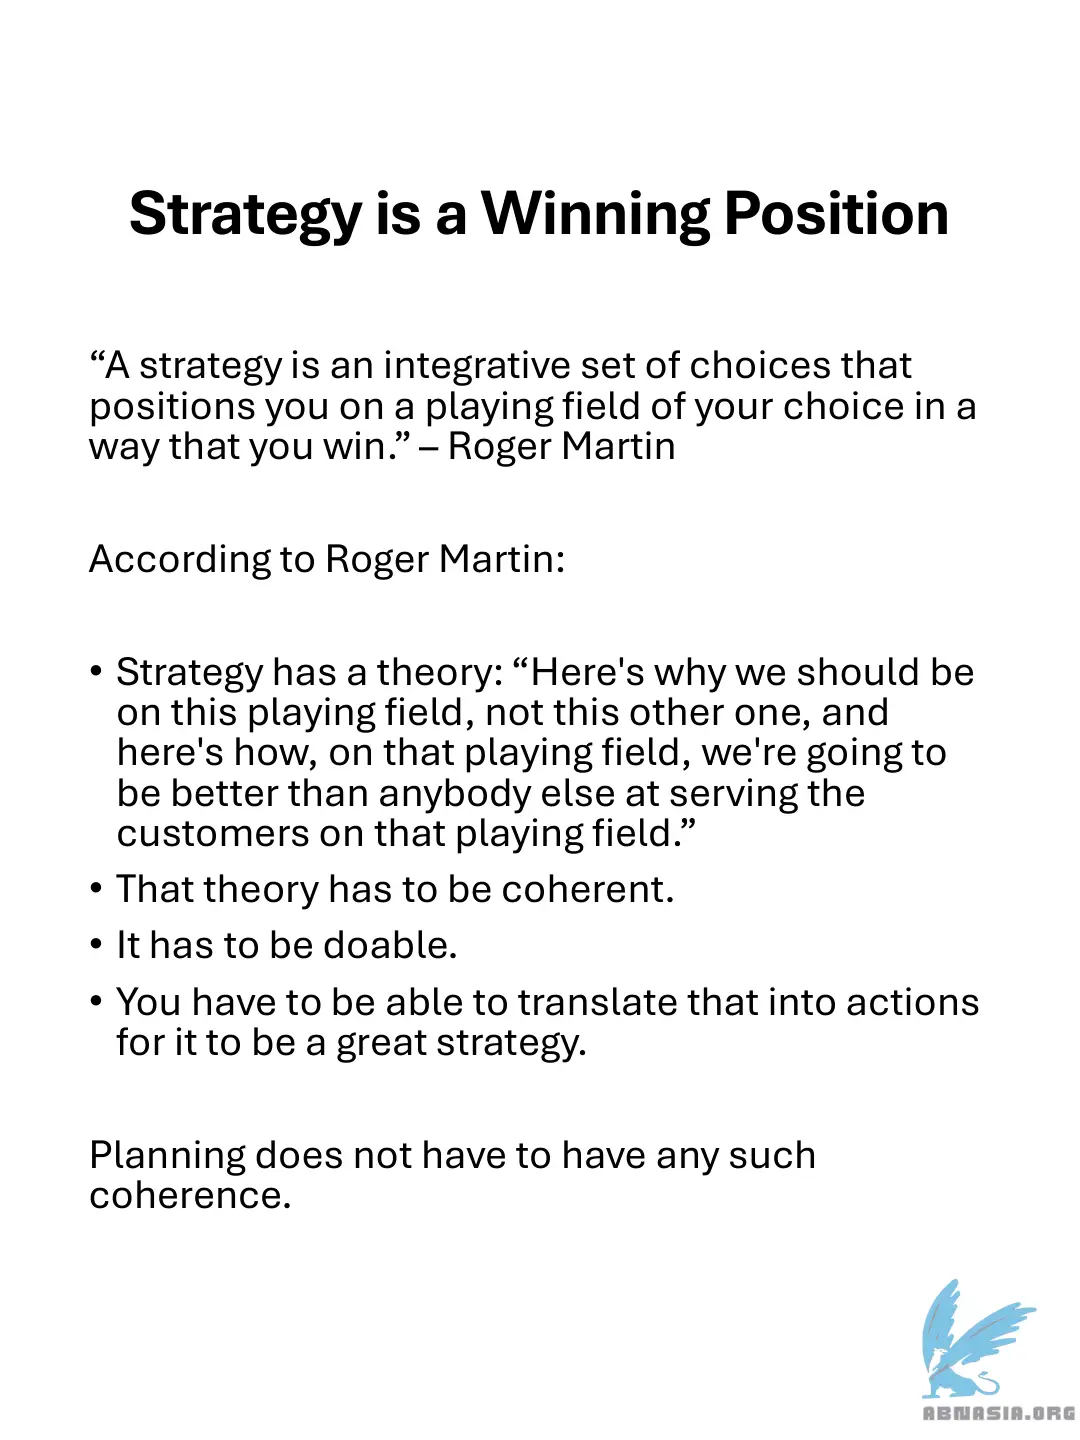 Strategy is a Winning Position
“A strategy is an integrative set of choices that
positions you on a playing field of your choice in a
way that you win.” – Roger Martin
According to Roger Martin:
• Strategy has a theory: “Here's why we should be
on this playing field, not this other one, and
here's how, on that playing field, we're going to
be better than anybody else at serving the
customers on that playing field.”
• That theory has to be coherent.
• It has to be doable.
• You have to be able to translate that into actions
for it to be a great strategy.
Planning does not have to have any such
coherence.
ABNASIA.ORG